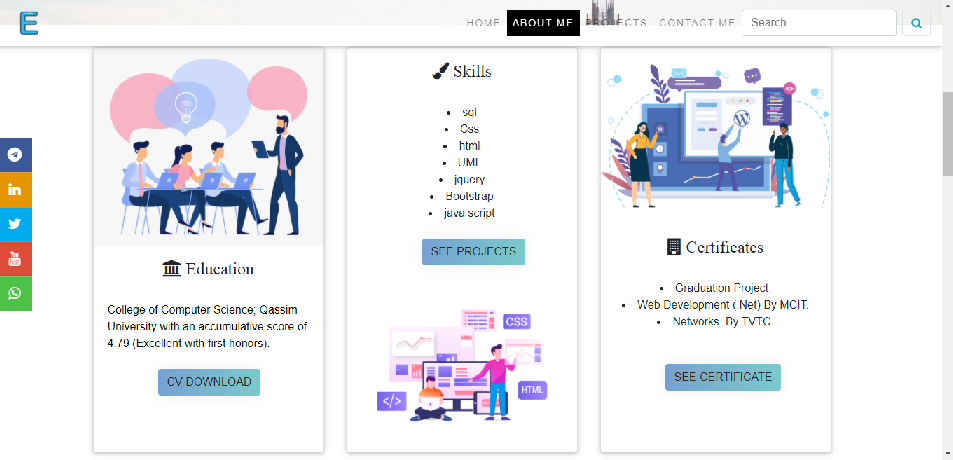 E
HOME ABOUT ME PROJECTS CONTACT ME Search
Education
College of Computer Science; Qassim
University with an accumulative score of
4.79 (Excellent with first honors).
CV DOWNLOAD
Skills
sql
Css
html
UML
jquery
Bootstrap
java script
SEE PROJECTS
CSS
HTML
</>
Certificates
Graduation Project.
Web Development (.Net) By MCIT.
Networks. By TVTC
SEE CERTIFICATE